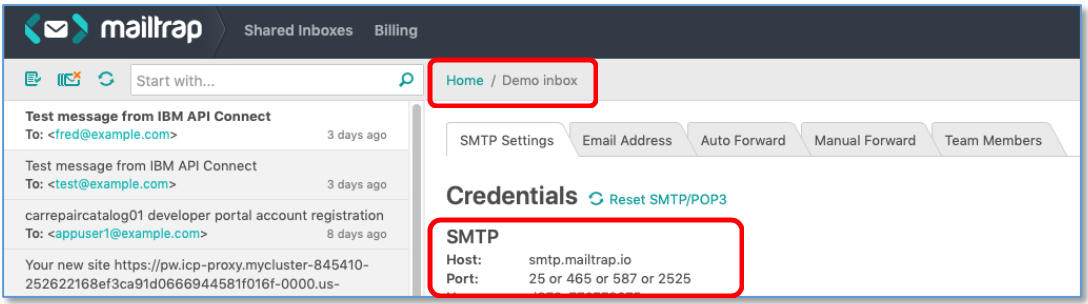 mailtrap
Shared Inboxes Billing
Start with...
Home / Demo inbox
Test message from IBM API Connect
To: <fred@example.com> 3 days ago
Test message from IBM API Connect
To: <test@example.com> 3 days ago
carrepaircatalog01 developer portal account registration
To: <appuser1@example.com> 8 days ago
Your new site https://pw.icp-proxy.mycluster-845410-
252622168ef3ca91d0666944581f016f-0000.us-
SMTP Settings Email Address Auto Forward Manual Forward Team Members
Credentials Reset SMTP/POP3
SMTP
Host: smtp.mailtrap.io
Port: 25 or 465 or 587 or 2525